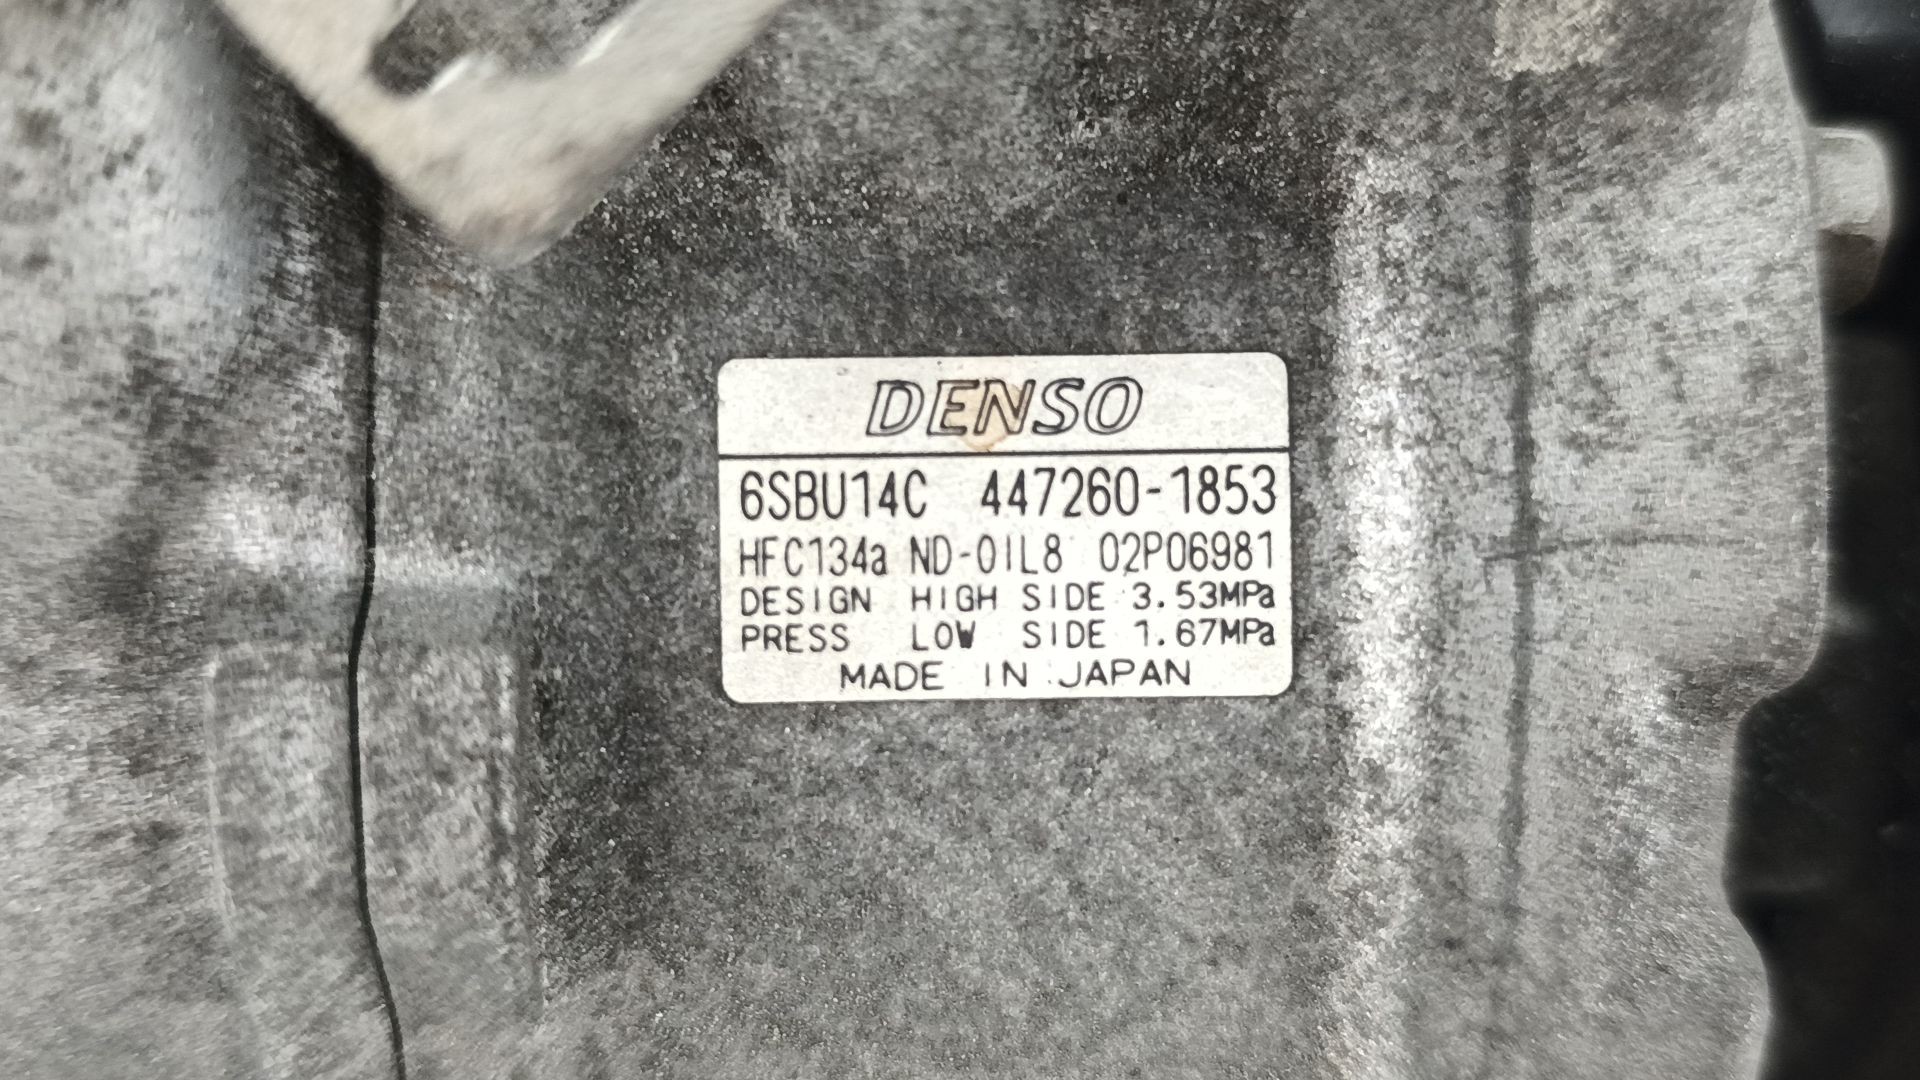 DENSO
6SBU14C 447260-1853
HFC134a ND-OIL8 02P06981
DESIGN HIGH SIDE 3.53MPa
PRESS LOW SIDE 1.67MPa
MADE IN JAPAN